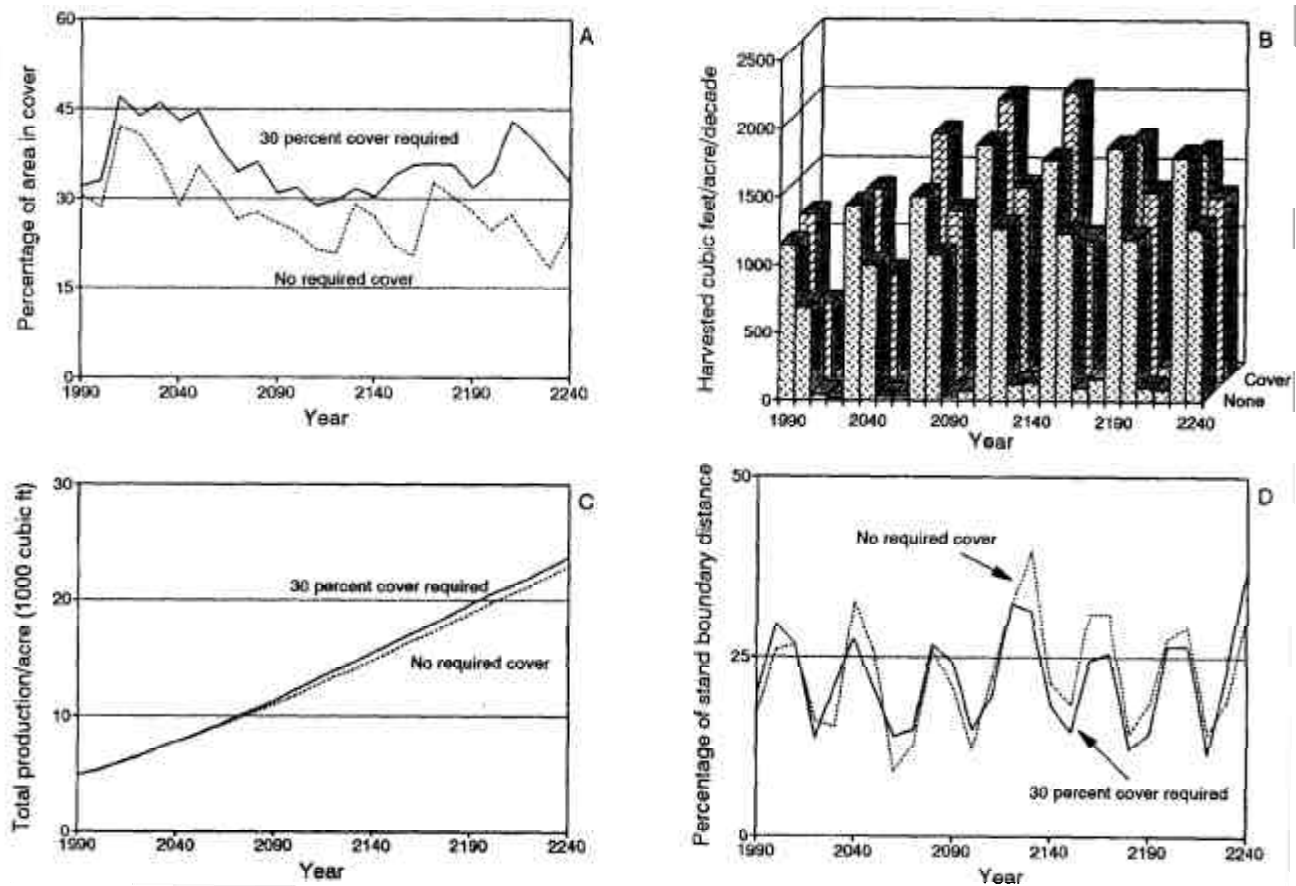 A
Percentage of area in cover
60
45
30
15
0
30 percent cover required
No required cover
1990 2040 2090 2140 2190 2240
Year
B
Harvested cubic feet/acre/decade
2500
2000
1500
1000
500
0
Cover
None
1990 2040 2090 2140 2190 2240
Year
C
Total production/acre (1000 cubic ft)
30
20
10
0
30 percent cover required
No required cover
1990 2040 2090 2140 2190 2240
Year
D
Percentage of stand boundary distance
50
25
0
No required cover
30 percent cover required
1990 2040 2090 2140 2190 2240
Year